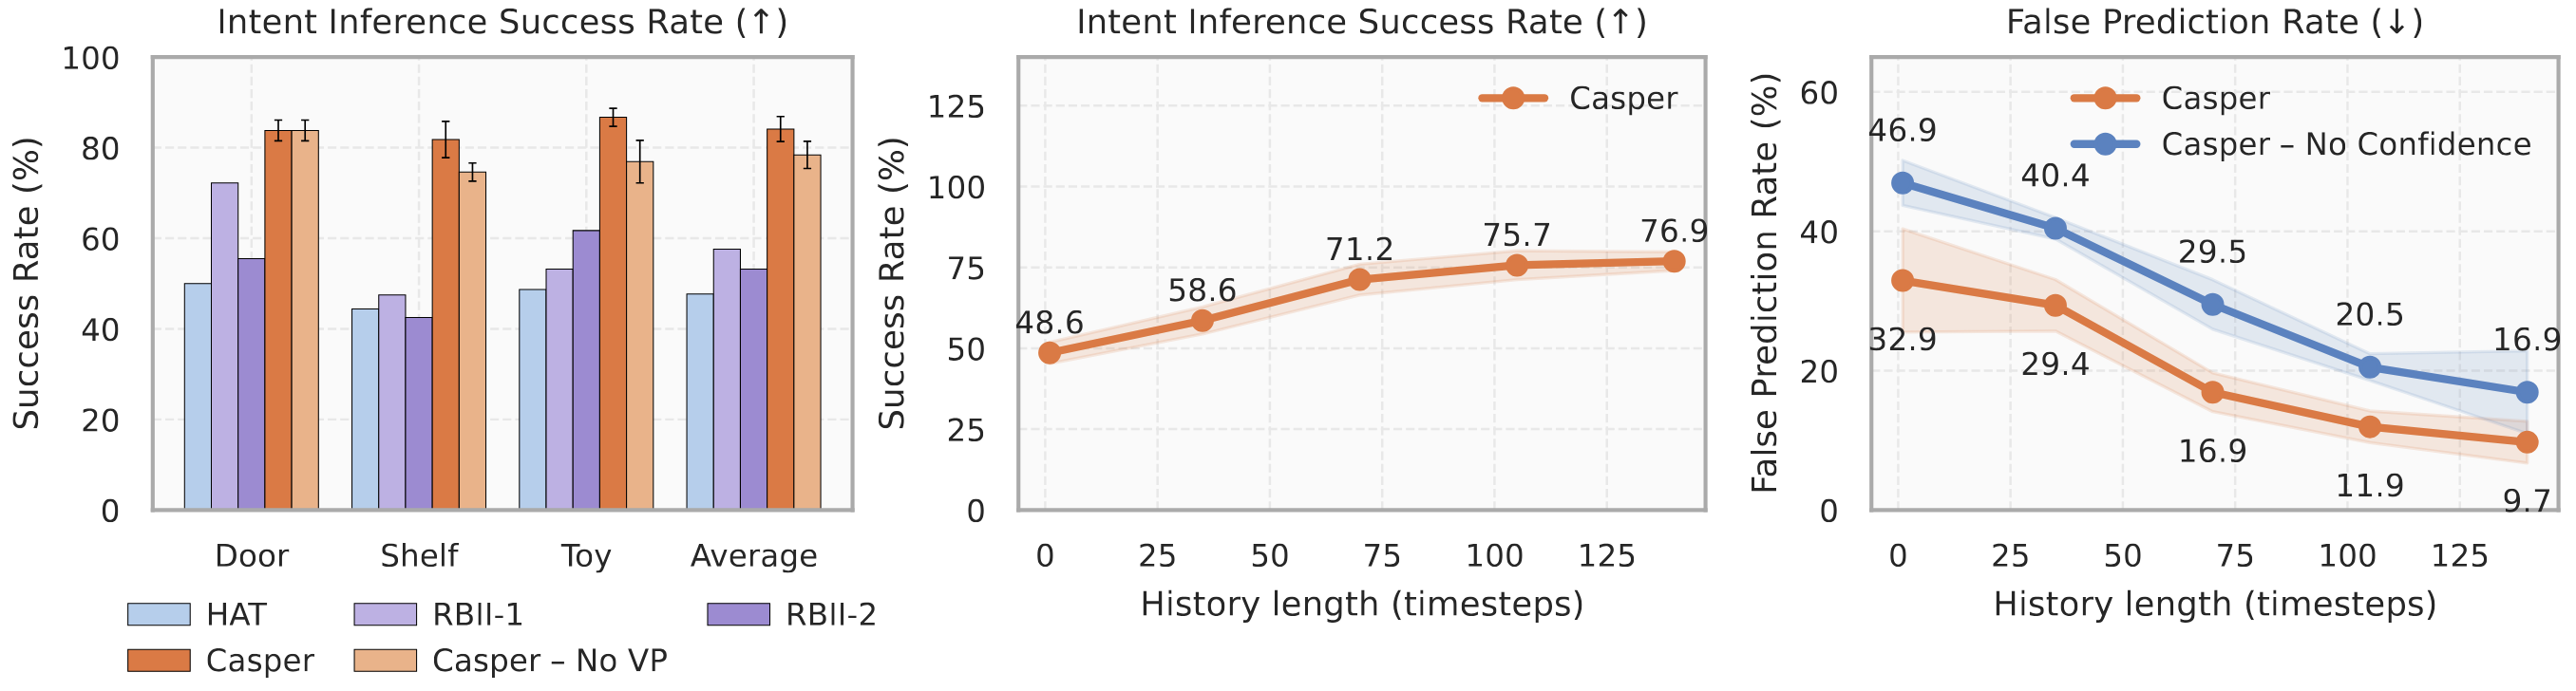 Intent Inference Success Rate (↑)
Success Rate (%)
100
80
60
40
20
0
Door Shelf Toy Average
HAT RBII-1 RBII-2
Casper Casper – No VP
Intent Inference Success Rate (↑)
Success Rate (%)
125
100
75
50
25
0
Casper
48.6 58.6 71.2 75.7 76.9
0 25 50 75 100 125
History length (timesteps)
False Prediction Rate (↓)
False Prediction Rate (%)
60
40
20
0
Casper
Casper – No Confidence
46.9 40.4 29.5 20.5 16.9
32.9 29.4 16.9 11.9 9.7
0 25 50 75 100 125
History length (timesteps)